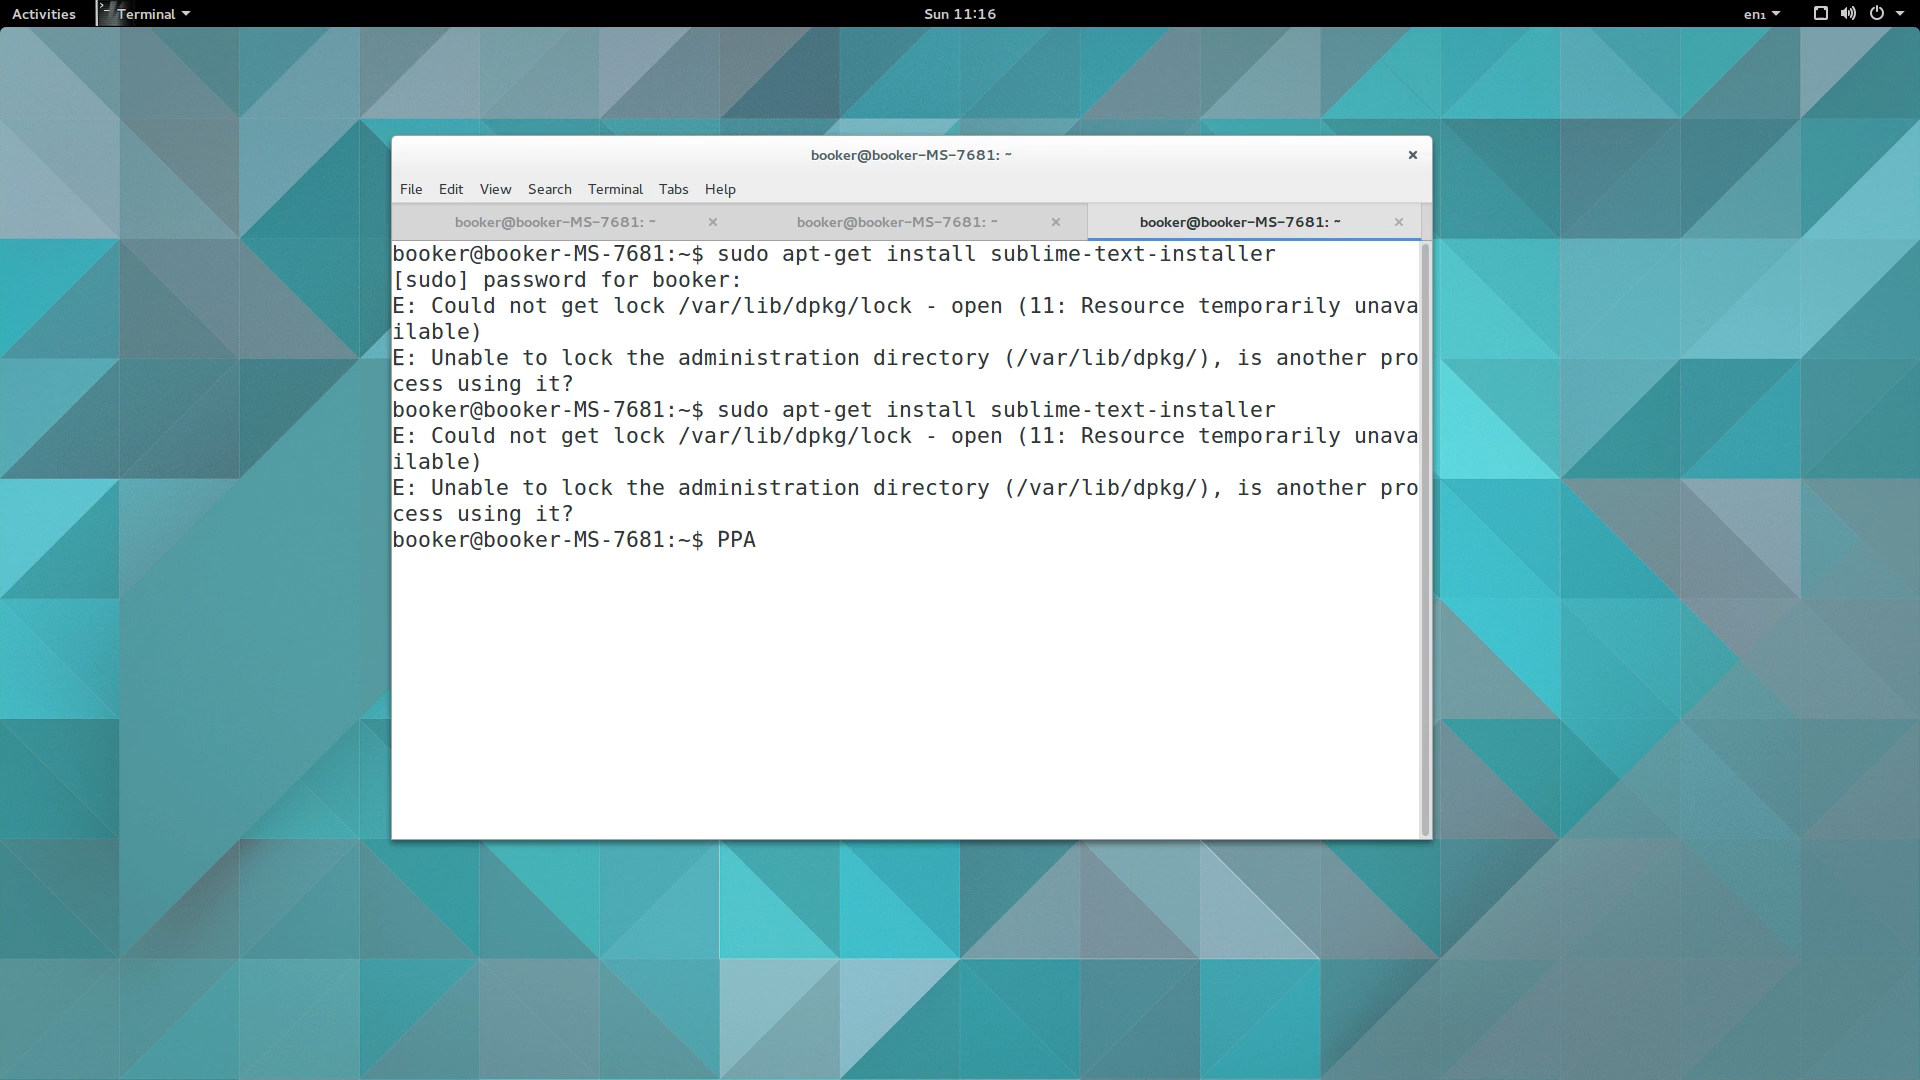 Activities Terminal Sun 11:16 en₁
booker@booker-MS-7681: ~
File Edit View Search Terminal Tabs Help
booker@booker-MS-7681: ~ booker@booker-MS-7681: ~ booker@booker-MS-7681: ~
booker@booker-MS-7681:~$ sudo apt-get install sublime-text-installer
[sudo] password for booker:
E: Could not get lock /var/lib/dpkg/lock - open (11: Resource temporarily unava
ilable)
E: Unable to lock the administration directory (/var/lib/dpkg/), is another pro
cess using it?
booker@booker-MS-7681:~$ sudo apt-get install sublime-text-installer
E: Could not get lock /var/lib/dpkg/lock - open (11: Resource temporarily unava
ilable)
E: Unable to lock the administration directory (/var/lib/dpkg/), is another pro
cess using it?
booker@booker-MS-7681:~$ PPA